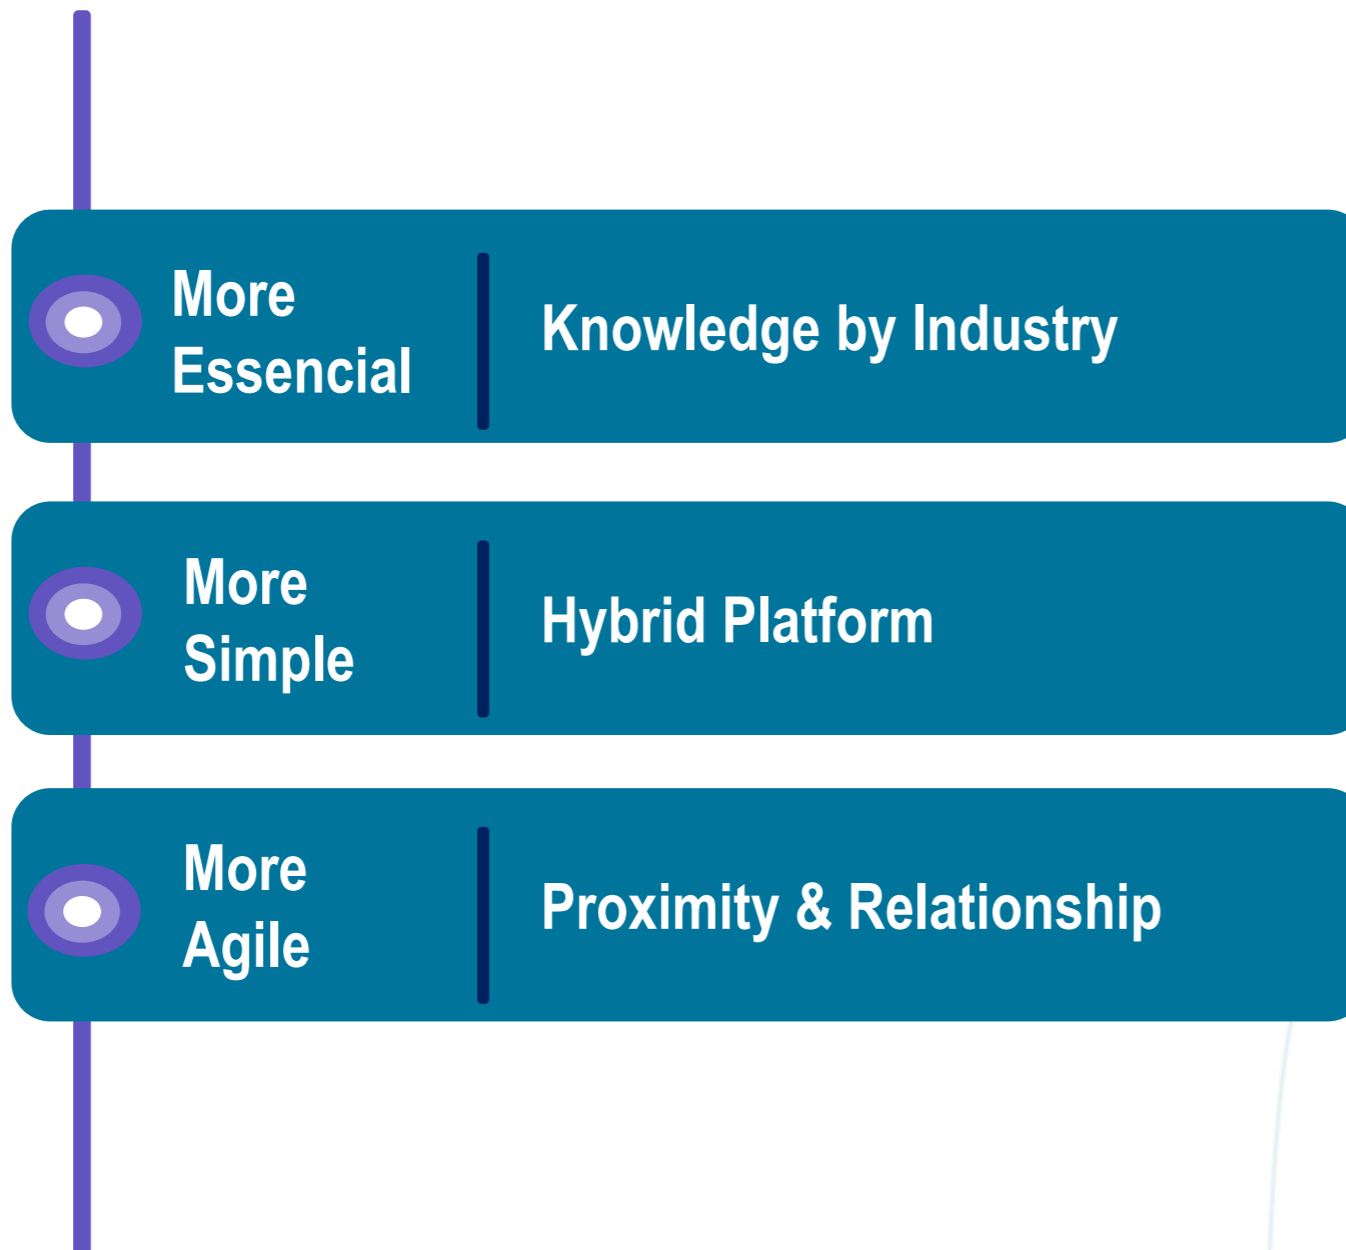 More
Essencial
Knowledge by Industry
More
Simple
Hybrid Platform
More
Agile
Proximity & Relationship